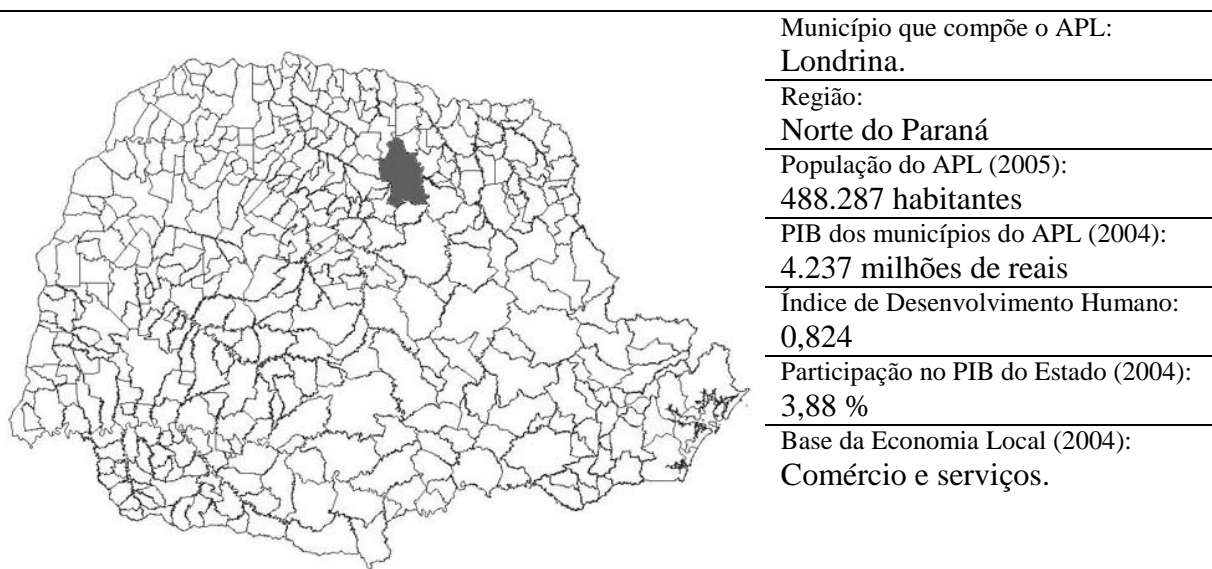 Município que compõe o APL:
Londrina.
Região:
Norte do Paraná
População do APL (2005):
488.287 habitantes
PIB dos municípios do APL (2004):
4.237 milhões de reais
Índice de Desenvolvimento Humano:
0,824
Participação no PIB do Estado (2004):
3,88 %
Base da Economia Local (2004):
Comércio e serviços.